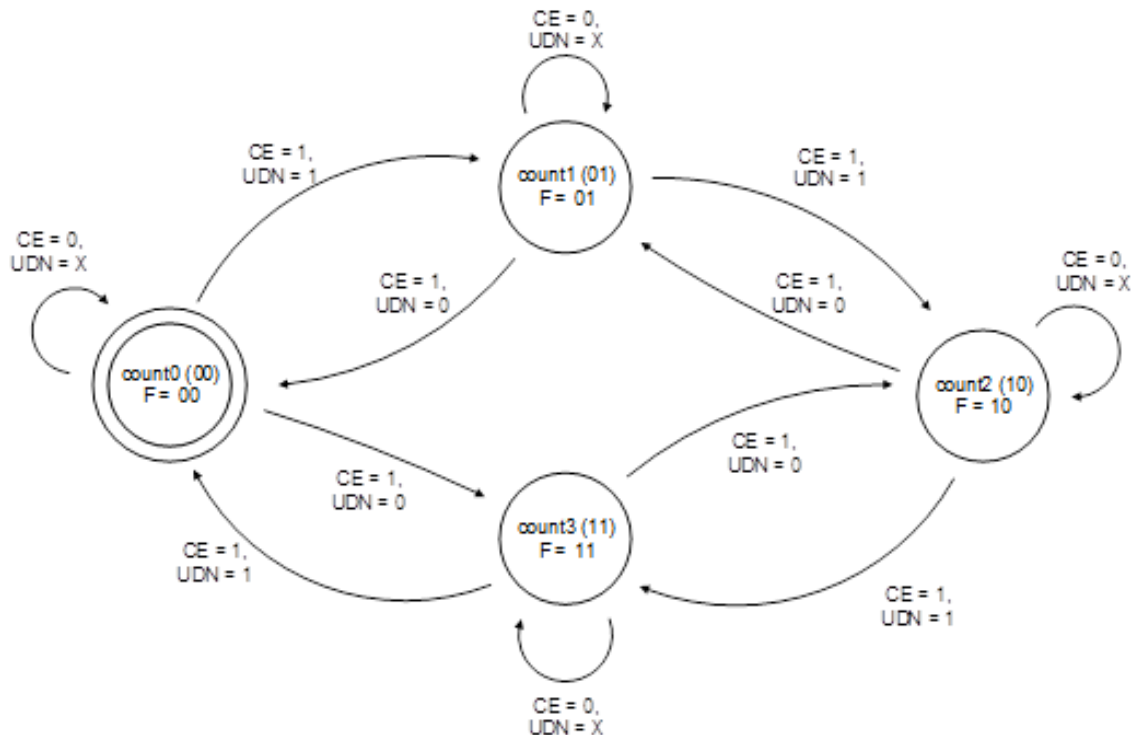 CE = 0,
UDN = X
CE = 1,
UDN = 1
count1 (01)
F = 01
CE = 1,
UDN = 1
CE = 0,
UDN = X
CE = 1,
UDN = 0
CE = 1,
UDN = 0
CE = 0,
UDN = X
count0 (00)
F = 00
count2 (10)
F = 10
CE = 1,
UDN = 0
CE = 1,
UDN = 0
count3 (11)
F = 11
CE = 1,
UDN = 1
CE = 1,
UDN = 1
CE = 0,
UDN = X